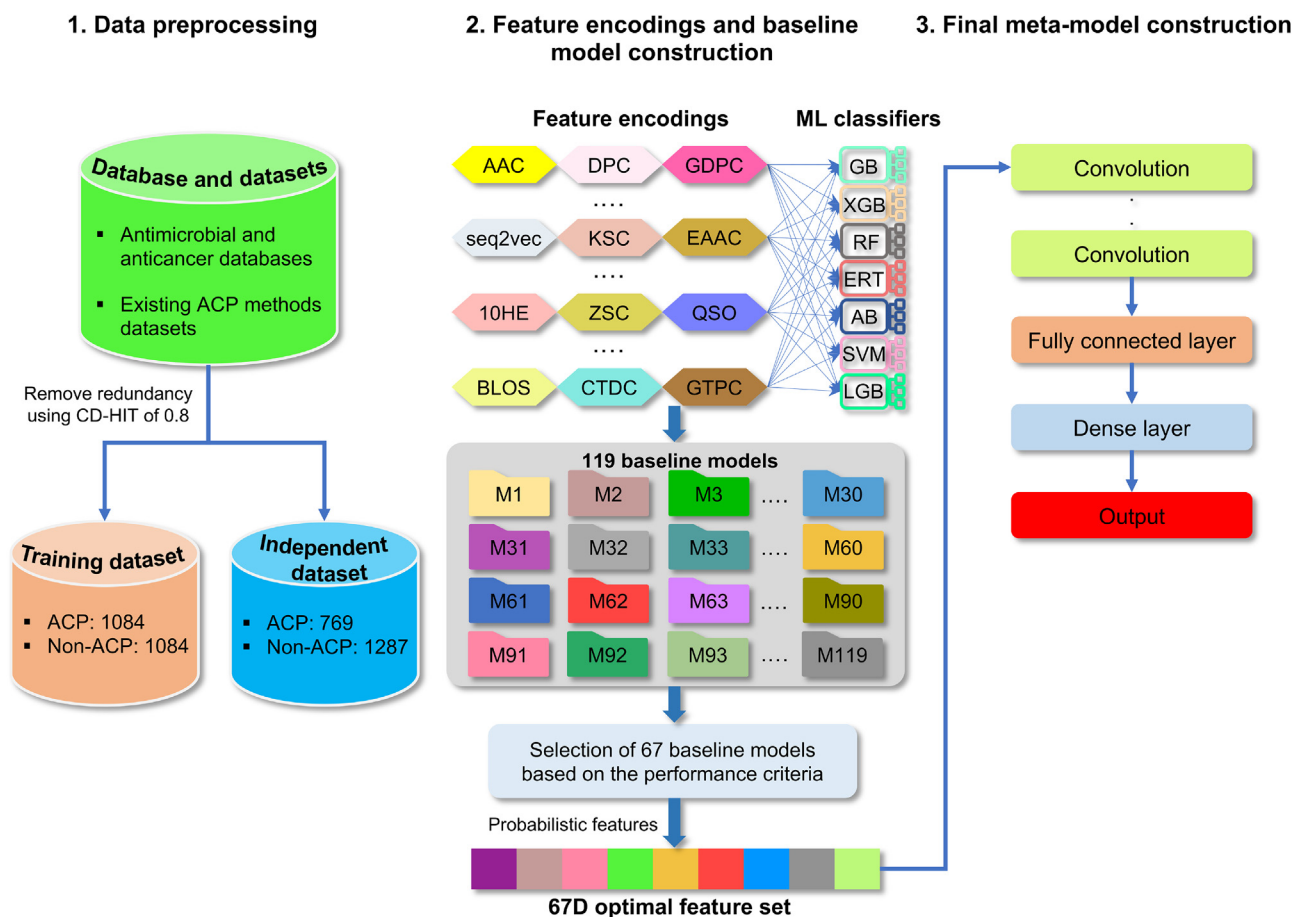 1. Data preprocessing
Database and datasets
▪ Antimicrobial and
anticancer databases
▪ Existing ACP methods
datasets
Remove redundancy
using CD-HIT of 0.8
Training dataset
▪ ACP: 1084
▪ Non-ACP: 1084
Independent
dataset
▪ ACP: 769
▪ Non-ACP: 1287
2. Feature encodings and baseline
model construction
Feature encodings
AAC DPC GDPC
....
seq2vec KSC EAAC
....
10HE ZSC QSO
....
BLOS CTDC GTPC
ML classifiers
GB
XGB
RF
ERT
AB
SVM
LGB
119 baseline models
M1 M2 M3 .... M30
M31 M32 M33 .... M60
M61 M62 M63 .... M90
M91 M92 M93 .... M119
Selection of 67 baseline models
based on the performance criteria
Probabilistic features
67D optimal feature set
3. Final meta-model construction
Convolution
.
.
Convolution
Fully connected layer
Dense layer
Output